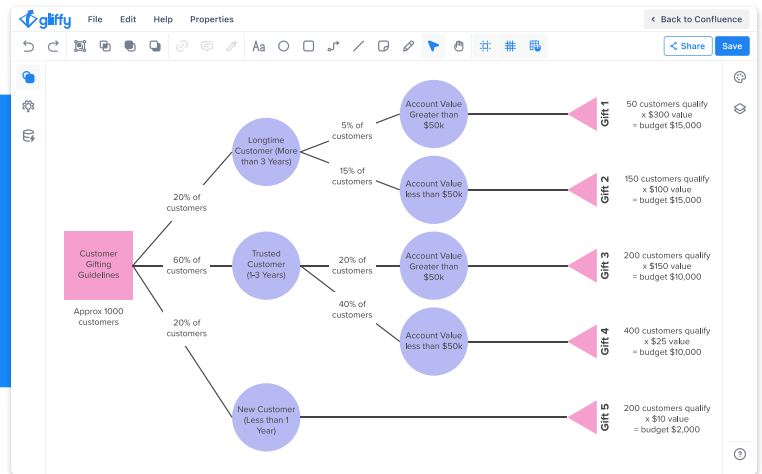 gliffy
File Edit Help Properties
Back to Confluence
Aa
Share
Save
Longtime
Customer (More
than 3 Years)
5% of
customers
Account Value
Greater than
$50k
Gift 1
50 customers qualify
x $300 value
= budget $15,000
15% of
customers
Account Value
less than $50k
Gift 2
150 customers qualify
x $100 value
= budget $15,000
20% of
customers
Customer
Gifting
Guidelines
Approx 1000
customers
60% of
customers
Trusted
Customer
(1-3 Years)
20% of
customers
Account Value
Greater than
$50k
Gift 3
200 customers qualify
x $150 value
= budget $10,000
40% of
customers
Account Value
less than $50k
Gift 4
400 customers qualify
x $25 value
= budget $10,000
20% of
customers
New Customer
(Less than 1
Year)
Gift 5
200 customers qualify
x $10 value
= budget $2,000